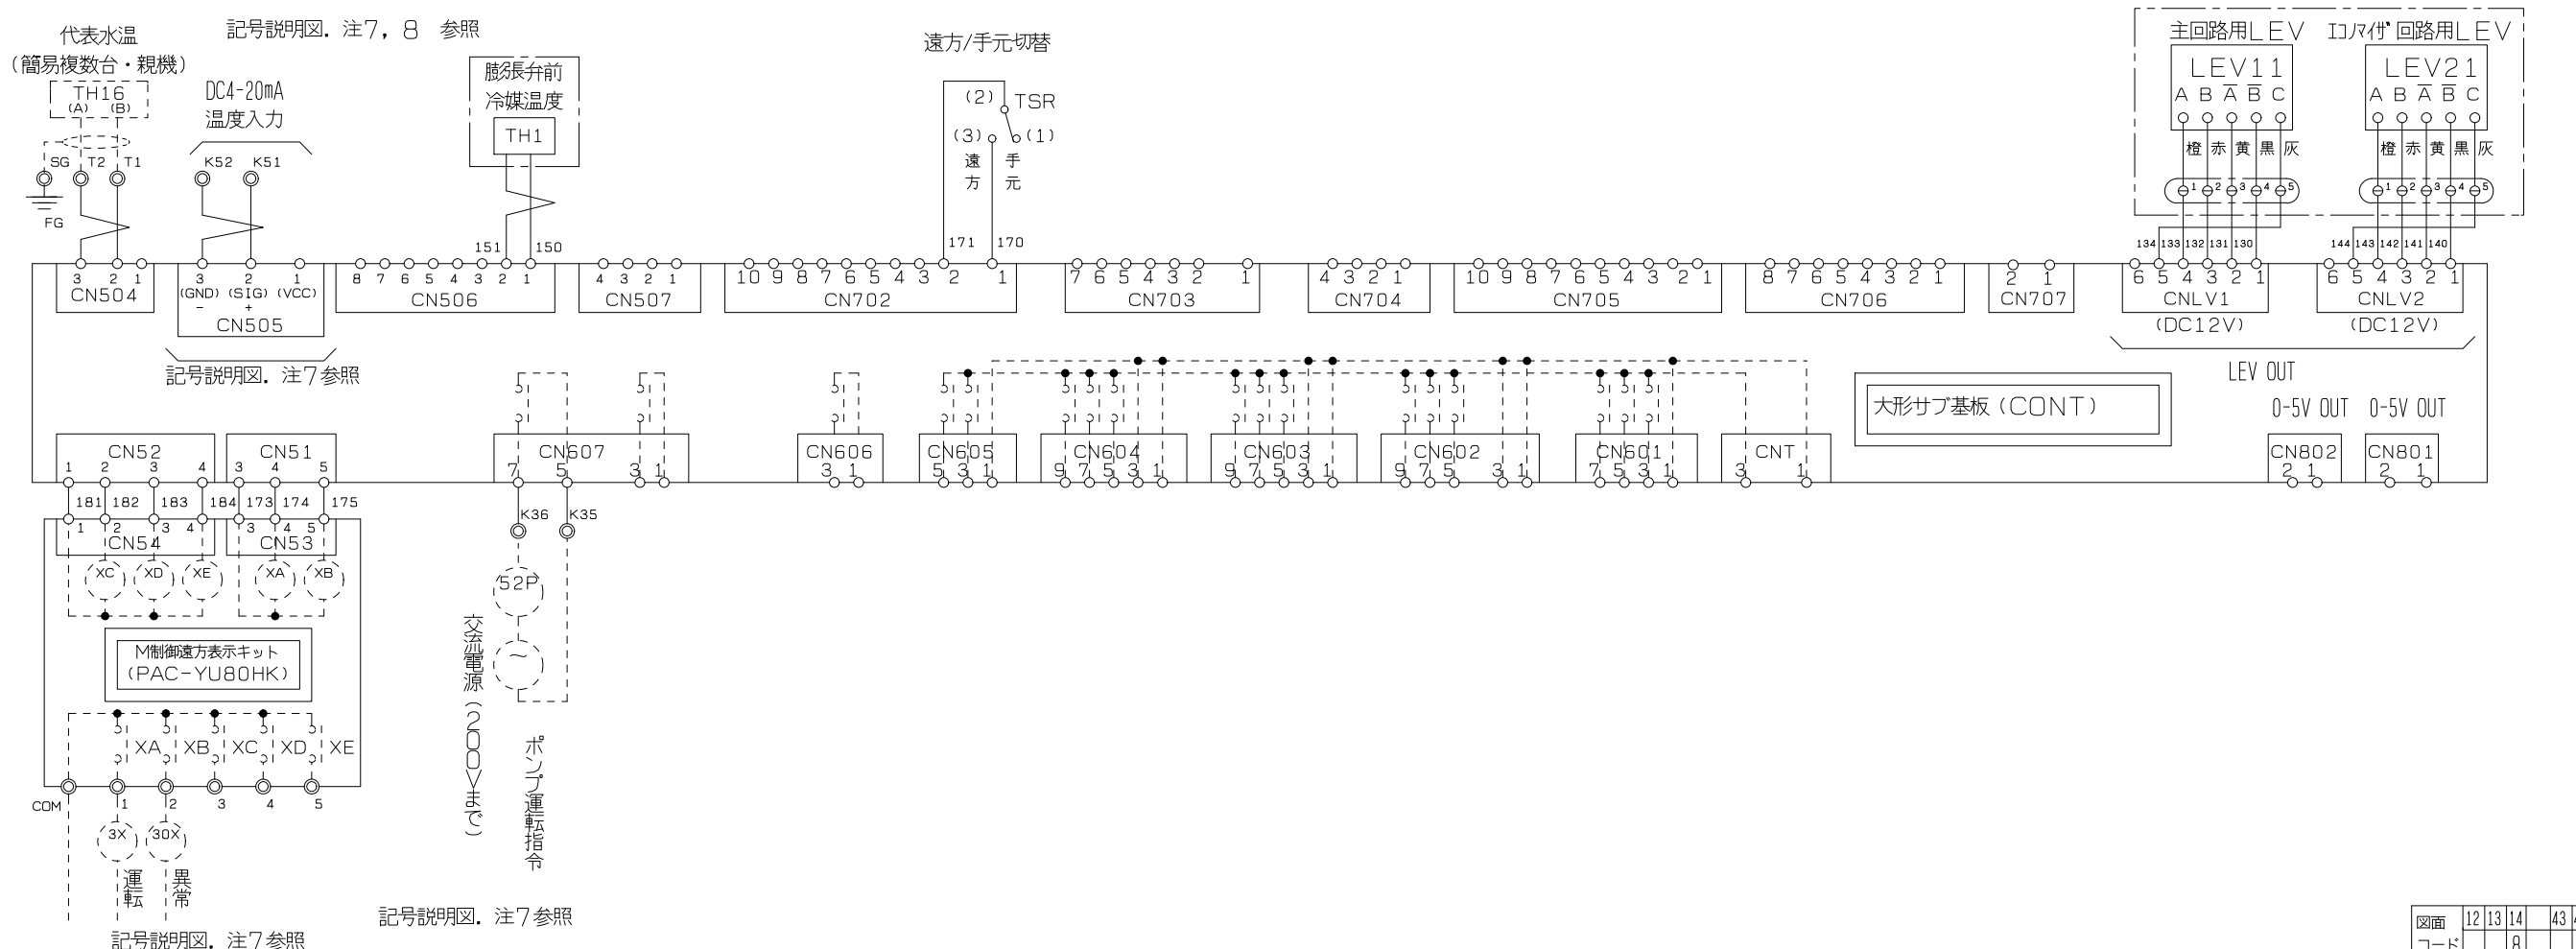 記号説明図．注7，8　参照
代表水温
(簡易複数台・親機)
TH16
(A) (B)
SG T2 T1
FG
DC4-20mA
温度入力
K52 K51
膨張弁前
冷媒温度
TH1
151 150
遠方/手元切替
(2) TSR
(3) (1)
遠方 手元
171 170
主回路用LEV
LEV11
A B A̅ B̅ C
橙 赤 黄 黒 灰
1 2 3 4 5
134 133 132 131 130
ｴｺﾉﾏｲｻﾞ回路用LEV
LEV21
A B A̅ B̅ C
橙 赤 黄 黒 灰
1 2 3 4 5
144 143 142 141 140
3 2 1
CN504
3 2 1
(GND) (SIG) (VCC)
- +
CN505
8 7 6 5 4 3 2 1
CN506
4 3 2 1
CN507
10 9 8 7 6 5 4 3 2 1
CN702
7 6 5 4 3 2 1
CN703
4 3 2 1
CN704
10 9 8 7 6 5 4 3 2 1
CN705
8 7 6 5 4 3 2 1
CN706
2 1
CN707
6 5 4 3 2 1
CNLV1
(DC12V)
6 5 4 3 2 1
CNLV2
(DC12V)
記号説明図．注7参照
LEV OUT
大形サブ基板(CONT)
0-5V OUT 0-5V OUT
CN52
1 2 3 4
CN51
3 4 5
CN607
7 5 3 1
CN606
3 1
CN605
5 3 1
CN604
9 7 5 3 1
CN603
9 7 5 3 1
CN602
9 7 5 3 1
CN601
7 5 3 1
CNT
3 1
CN802
2 1
CN801
2 1
181 182 183 184 173 174 175
1 2 3 4
CN54
3 4 5
CN53
XC XD XE XA XB
M制御遠方表示キット
(PAC-YU80HK)
XA XB XC XD XE
COM 1 2 3 4 5
3X 30X
運転 異常
記号説明図．注7参照
K36 K35
52P
～
交流電源(200Vまで)
ポンプ運転指令
記号説明図．注7参照
図面 12 13 14 43
コード 8